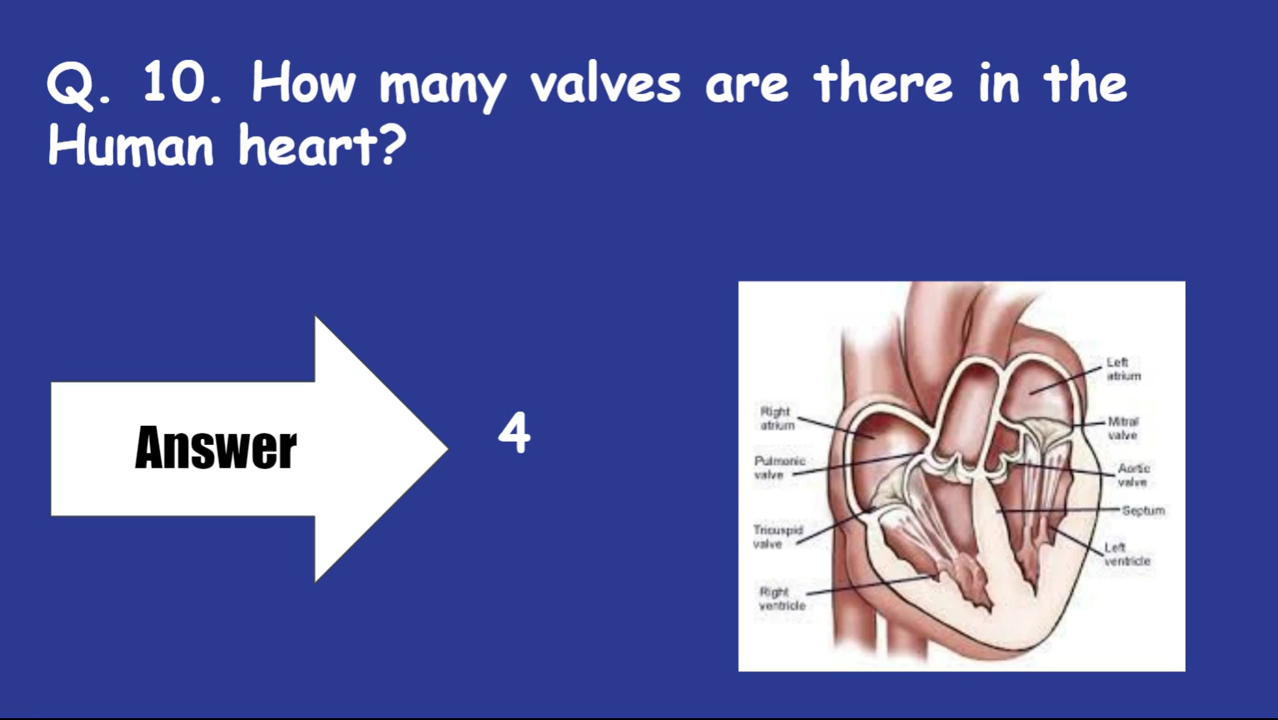 Q. 10. How many valves are there in the
Human heart?
Answer
4
Left
atrium
Right
atrium
Mitral
valve
Pulmonic
valve
Aortic
valve
Septum
Tricuspid
valve
Left
ventricle
Right
ventricle